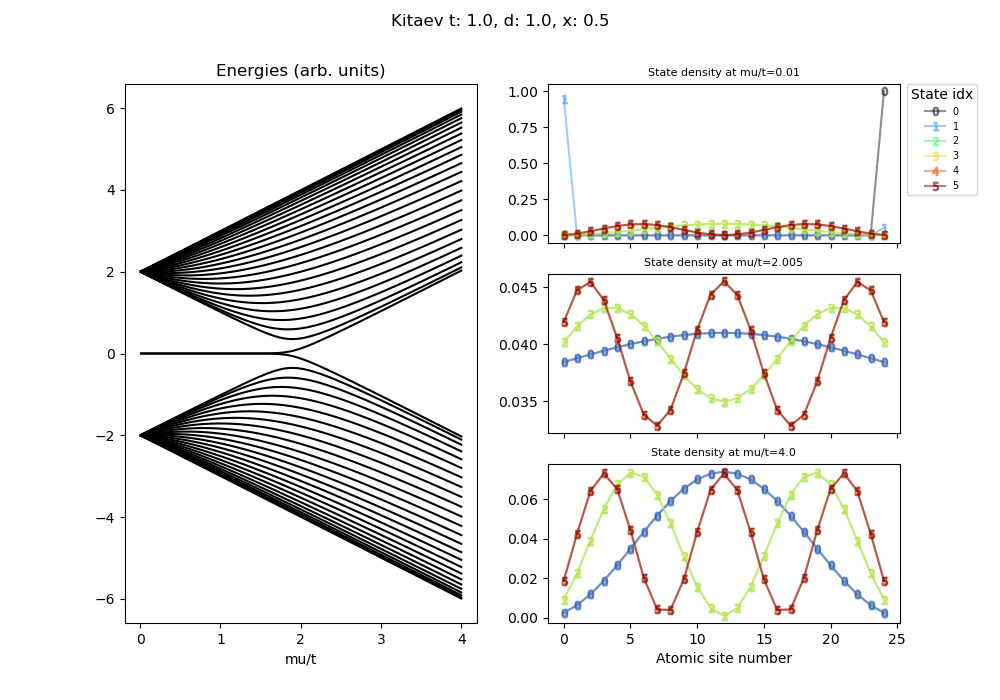 Kitaev t: 1.0, d: 1.0, x: 0.5
Energies (arb. units)
6
4
2
0
−2
−4
−6
0 1 2 3 4
mu/t
State density at mu/t=0.01
1.00
0.75
0.50
0.25
0.00
State idx
0
1
2
3
4
5
State density at mu/t=2.005
0.045
0.040
0.035
State density at mu/t=4.0
0.06
0.04
0.02
0.00
0 5 10 15 20 25
Atomic site number